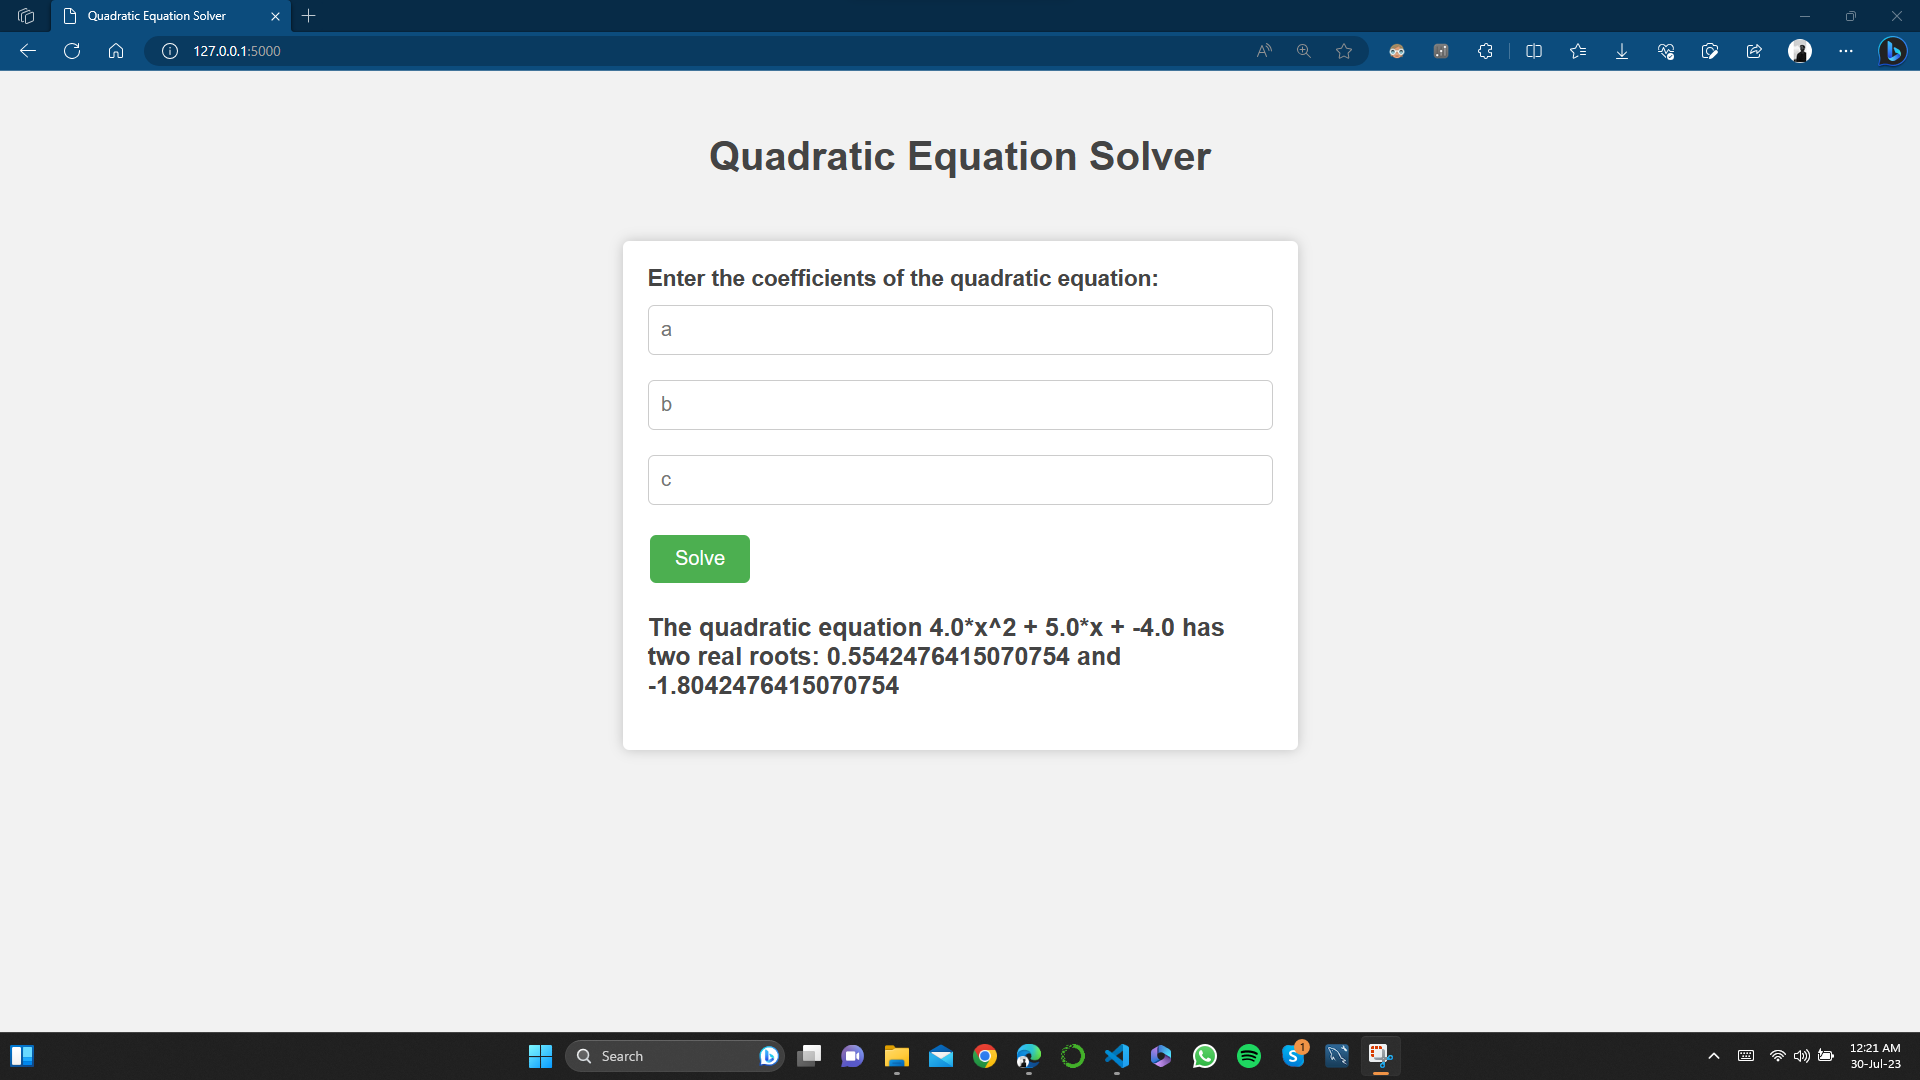 Quadratic Equation Solver
127.0.0.1:5000
Quadratic Equation Solver
Enter the coefficients of the quadratic equation:
a
b
c
Solve
The quadratic equation 4.0*x^2 + 5.0*x + -4.0 has
two real roots: 0.5542476415070754 and
-1.8042476415070754
Search
1
12:21 AM
30-Jul-23